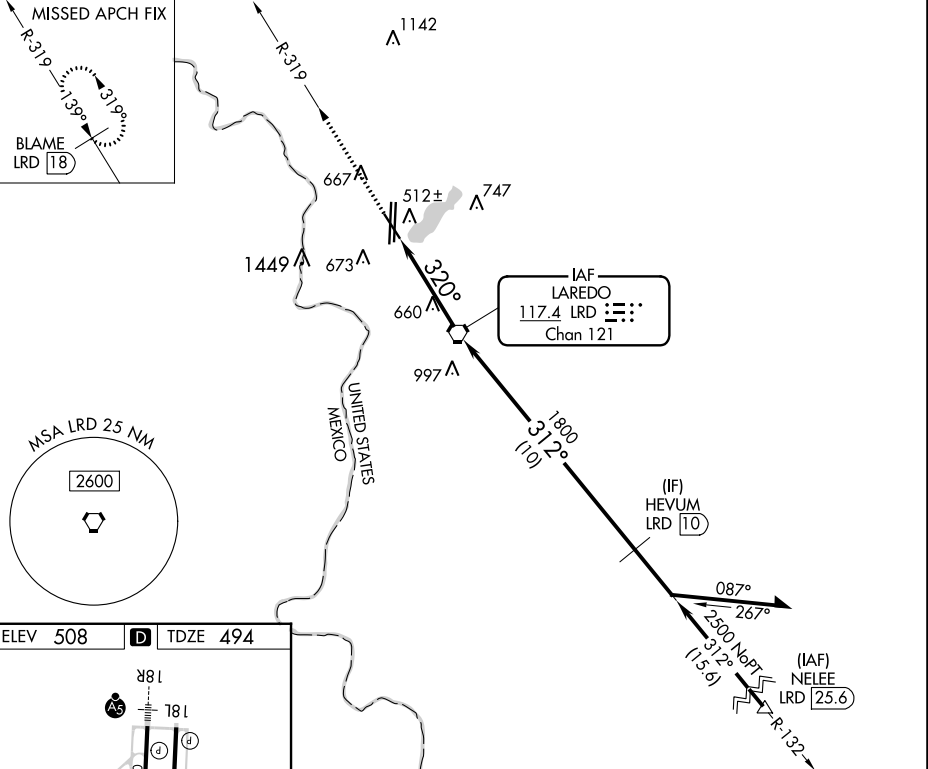 MISSED APCH FIX
R-319
139°
319°
BLAME
LRD 18
R-319
1142
667
512±
747
1449
673
320°
660
997
IAF
LAREDO
117.4 LRD
Chan 121
UNITED STATES
MEXICO
1800
312°
(10)
MSA LRD 25 NM
2600
(IF)
HEVUM
LRD 10
087°
267°
2500 NoPT
312°
(15.6)
(IAF)
NELEE
LRD 25.6
R-132
ELEV 508
D
TDZE 494
18R
A5
18L
P
P